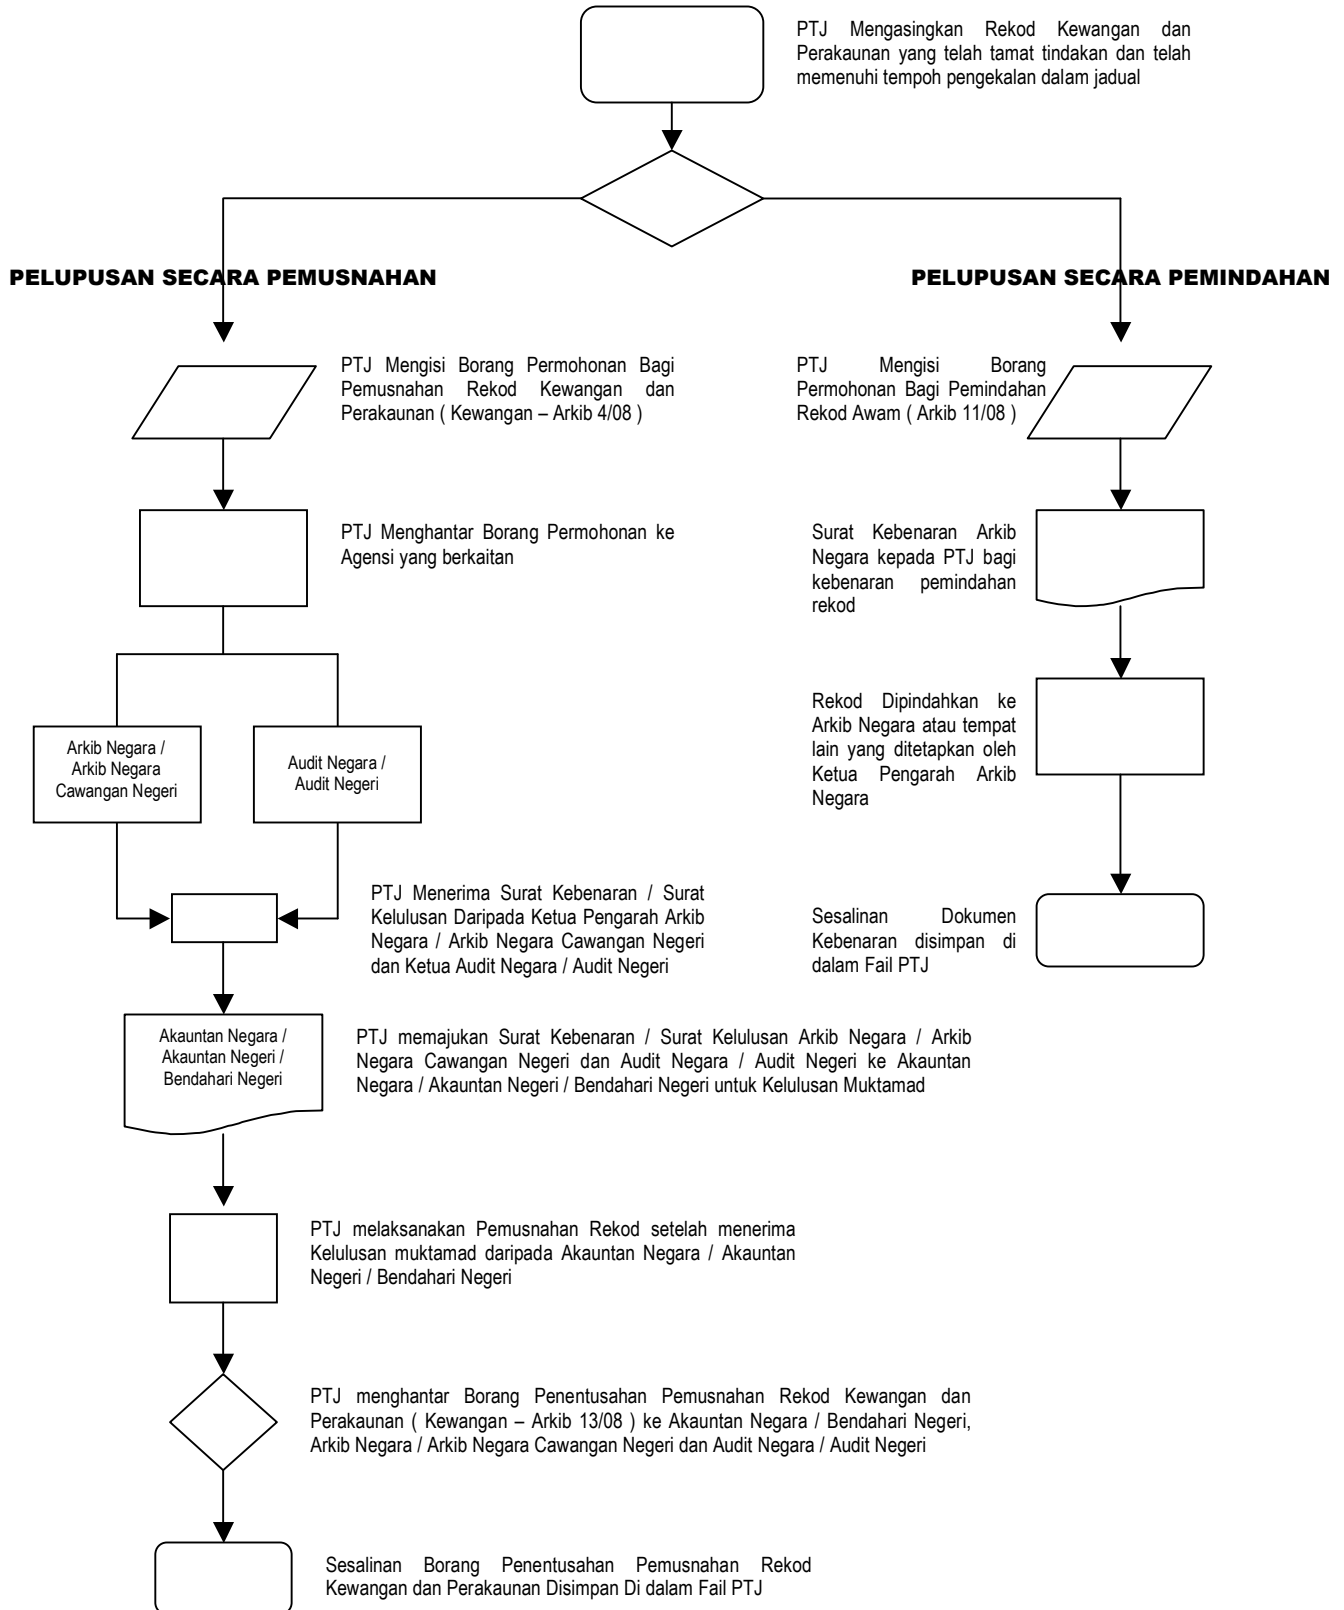 PTJ Mengasingkan Rekod Kewangan dan
Perakaunan yang telah tamat tindakan dan telah
memenuhi tempoh pengekalan dalam jadual
PELUPUSAN SECARA PEMUSNAHAN
PTJ Mengisi Borang Permohonan Bagi
Pemusnahan Rekod Kewangan dan
Perakaunan ( Kewangan – Arkib 4/08 )
PTJ Menghantar Borang Permohonan ke
Agensi yang berkaitan
Arkib Negara /
Arkib Negara
Cawangan Negeri
Audit Negara /
Audit Negeri
PTJ Menerima Surat Kebenaran / Surat
Kelulusan Daripada Ketua Pengarah Arkib
Negara / Arkib Negara Cawangan Negeri
dan Ketua Audit Negara / Audit Negeri
Akauntan Negara /
Akauntan Negeri /
Bendahari Negeri
PTJ memajukan Surat Kebenaran / Surat Kelulusan Arkib Negara / Arkib
Negara Cawangan Negeri dan Audit Negara / Audit Negeri ke Akauntan
Negara / Akauntan Negeri / Bendahari Negeri untuk Kelulusan Muktamad
PTJ melaksanakan Pemusnahan Rekod setelah menerima
Kelulusan muktamad daripada Akauntan Negara / Akauntan
Negeri / Bendahari Negeri
PTJ menghantar Borang Penentusahan Pemusnahan Rekod Kewangan dan
Perakaunan ( Kewangan – Arkib 13/08 ) ke Akauntan Negara / Bendahari Negeri,
Arkib Negara / Arkib Negara Cawangan Negeri dan Audit Negara / Audit Negeri
Sesalinan Borang Penentusahan Pemusnahan Rekod
Kewangan dan Perakaunan Disimpan Di dalam Fail PTJ
PELUPUSAN SECARA PEMINDAHAN
PTJ Mengisi Borang
Permohonan Bagi Pemindahan
Rekod Awam ( Arkib 11/08 )
Surat Kebenaran Arkib
Negara kepada PTJ bagi
kebenaran pemindahan
rekod
Rekod Dipindahkan ke
Arkib Negara atau tempat
lain yang ditetapkan oleh
Ketua Pengarah Arkib
Negara
Sesalinan Dokumen
Kebenaran disimpan di
dalam Fail PTJ